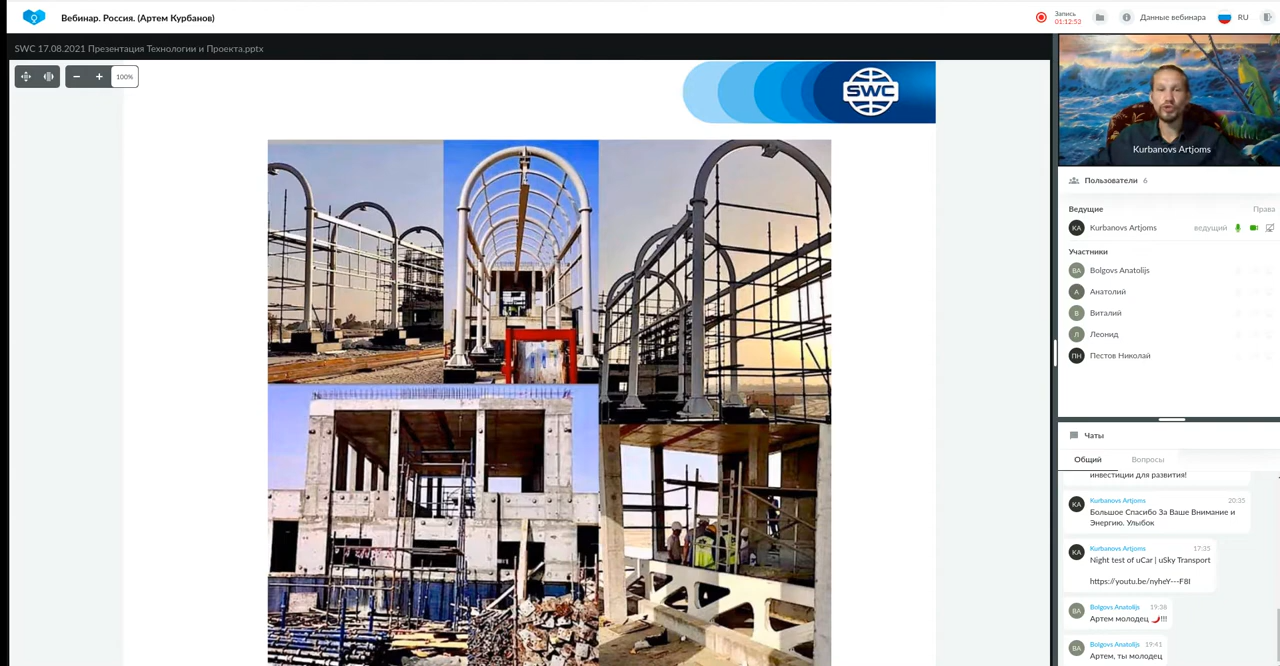 Вебинар. Россия. (Артем Курбанов)
Запись
01:12:53
Данные вебинара
RU
SWC 17.08.2021 Презентация Технологии и Проекта.pptx
100%
SWC
Kurbanovs Artjoms
Пользователи 6
Ведущие
Права
KA Kurbanovs Artjoms
ведущий
Участники
BA Bolgovs Anatolijs
А Анатолий
В Виталий
Л Леонид
ПН Пестов Николай
Чаты
Общий
Вопросы
инвестиции для развития!
KA Kurbanovs Artjoms 20:35
Большое Спасибо За Ваше Внимание и
Энергию. Улыбок
KA Kurbanovs Artjoms 17:35
Night test of uCar | uSky Transport
https://youtu.be/nyheY---F8I
BA Bolgovs Anatolijs 19:38
Артем молодец 🌶️!!!
BA Bolgovs Anatolijs 19:41
Артем, ты молодец